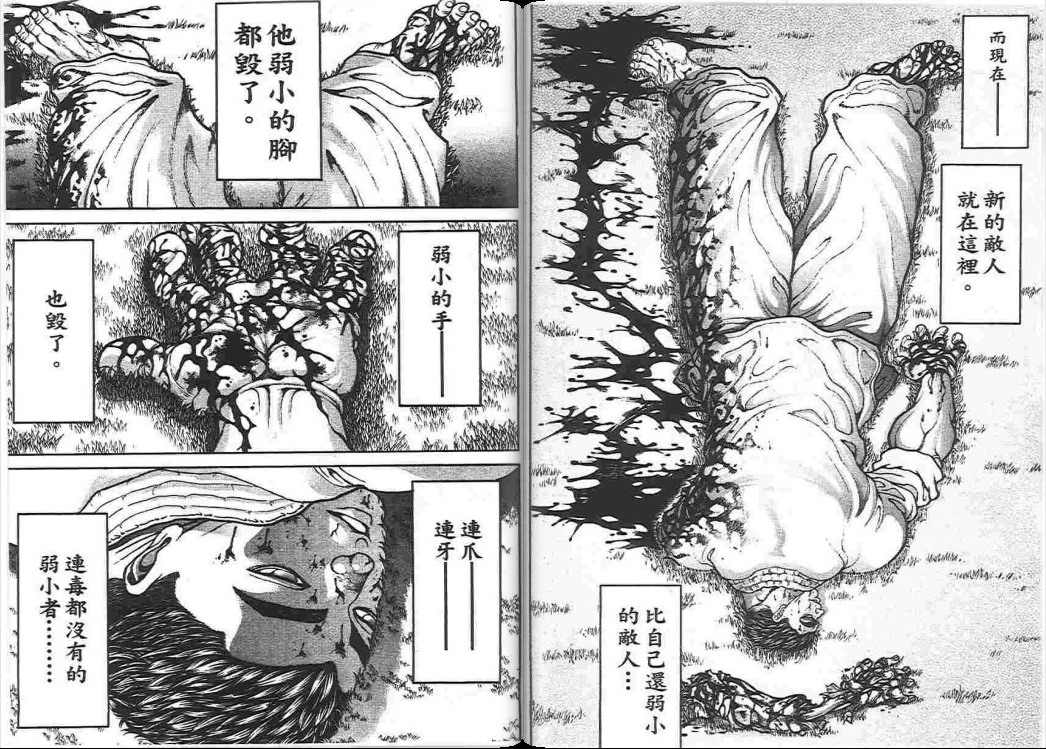 而現在——
新的敵人
就在這裡。
比自己還弱小
的敵人…
他弱小的腳
都毀了。
弱小的手——
也毀了。
連爪——
連牙——
連毒都沒有的
弱小者………